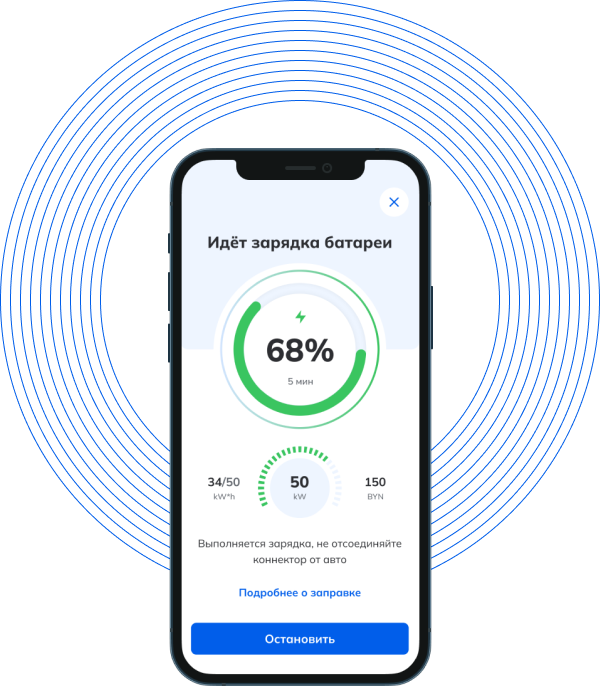 Идёт зарядка батареи
68%
5 мин
34/50
kW*h
50
kW
150
BYN
Выполняется зарядка, не отсоединяйте
коннектор от авто
Подробнее о заправке
Остановить